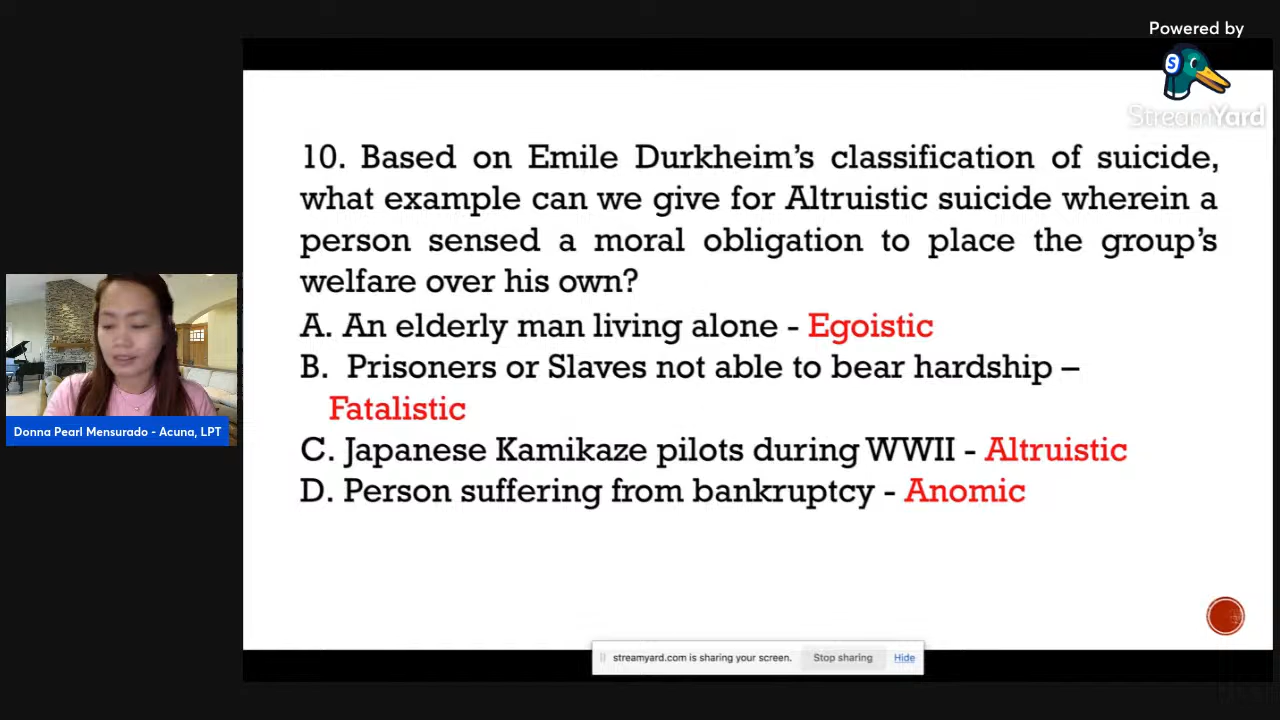 Powered by
StreamYard
10. Based on Emile Durkheim's classification of suicide,
what example can we give for Altruistic suicide wherein a
person sensed a moral obligation to place the group's
welfare over his own?
A. An elderly man living alone - Egoistic
B. Prisoners or Slaves not able to bear hardship –
Fatalistic
C. Japanese Kamikaze pilots during WWII - Altruistic
D. Person suffering from bankruptcy - Anomic
Donna Pearl Mensurado - Acuna, LPT
streamyard.com is sharing your screen. Stop sharing Hide